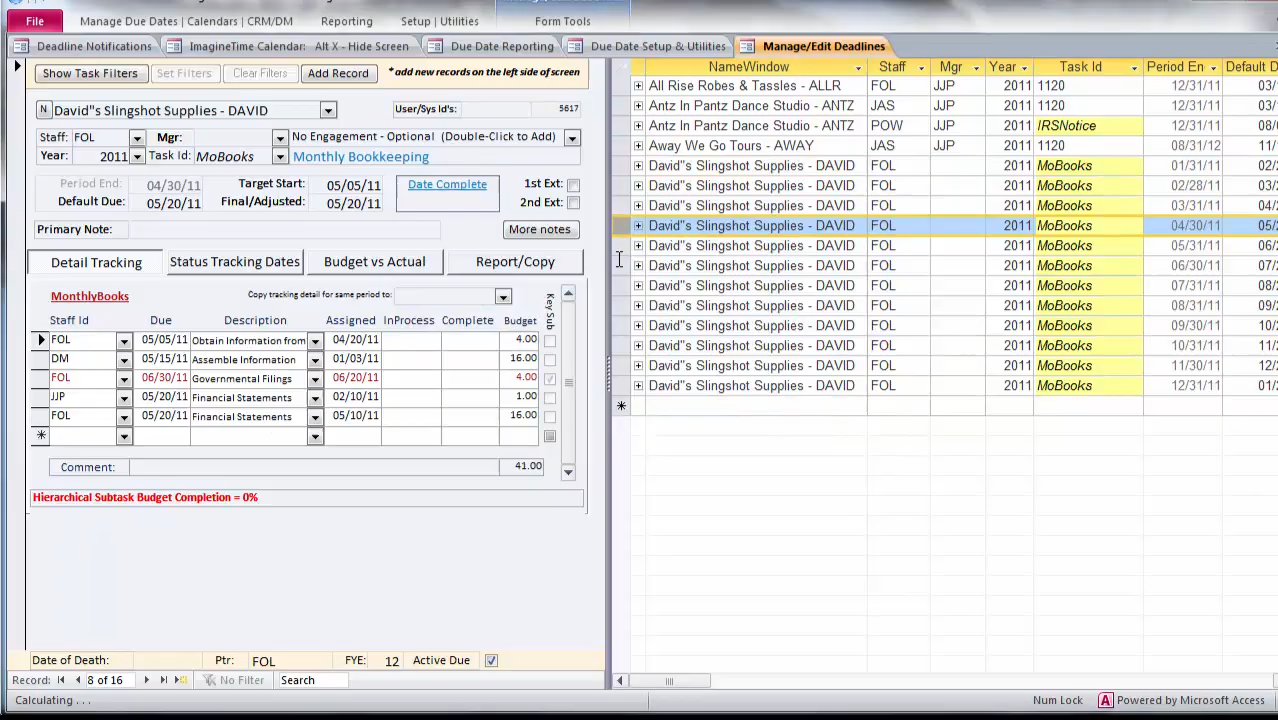 File Manage Due Dates | Calendars | CRM/DM Reporting Setup | Utilities Form Tools
Deadline Notifications ImagineTime Calendar: Alt X - Hide Screen Due Date Reporting Due Date Setup & Utilities Manage/Edit Deadlines
Show Task Filters Set Filters Clear Filters Add Record * add new records on the left side of screen
N David"s Slingshot Supplies - DAVID User/Sys Id's: 5617
Staff: FOL Mgr: No Engagement - Optional (Double-Click to Add)
Year: 2011 Task Id: MoBooks Monthly Bookkeeping
Period End: 04/30/11 Target Start: 05/05/11 Date Complete 1st Ext:
Default Due: 05/20/11 Final/Adjusted: 05/20/11 2nd Ext:
Primary Note: More notes
Detail Tracking Status Tracking Dates Budget vs Actual Report/Copy
MonthlyBooks Copy tracking detail for same period to:
Staff Id Due Description Assigned InProcess Complete Budget Key Sub
FOL 05/05/11 Obtain Information from 04/20/11 4.00
DM 05/15/11 Assemble Information 01/03/11 16.00
FOL 06/30/11 Governmental Filings 06/20/11 4.00
JJP 05/20/11 Financial Statements 02/10/11 1.00
FOL 05/20/11 Financial Statements 05/10/11 16.00
*
Comment: 41.00
Hierarchical Subtask Budget Completion = 0%
Date of Death: Ptr: FOL FYE: 12 Active Due
Record: 8 of 16 No Filter Search
NameWindow Staff Mgr Year Task Id Period En Default D
All Rise Robes & Tassles - ALLR FOL JJP 2011 1120 12/31/11 03/
Antz In Pantz Dance Studio - ANTZ JAS JJP 2011 1120 12/31/11 03/
Antz In Pantz Dance Studio - ANTZ POW JJP 2011 IRSNotice 12/31/11 08/
Away We Go Tours - AWAY JAS JJP 2011 1120 08/31/12 11/
David"s Slingshot Supplies - DAVID FOL 2011 MoBooks 01/31/11 02/
David"s Slingshot Supplies - DAVID FOL 2011 MoBooks 02/28/11 03/
David"s Slingshot Supplies - DAVID FOL 2011 MoBooks 03/31/11 04/
David"s Slingshot Supplies - DAVID FOL 2011 MoBooks 04/30/11 05/
David"s Slingshot Supplies - DAVID FOL 2011 MoBooks 05/31/11 06/
David"s Slingshot Supplies - DAVID FOL 2011 MoBooks 06/30/11 07/
David"s Slingshot Supplies - DAVID FOL 2011 MoBooks 07/31/11 08/
David"s Slingshot Supplies - DAVID FOL 2011 MoBooks 08/31/11 09/
David"s Slingshot Supplies - DAVID FOL 2011 MoBooks 09/30/11 10/
David"s Slingshot Supplies - DAVID FOL 2011 MoBooks 10/31/11 11/
David"s Slingshot Supplies - DAVID FOL 2011 MoBooks 11/30/11 12/
David"s Slingshot Supplies - DAVID FOL 2011 MoBooks 12/31/11 01/
*
Calculating . . . Num Lock Powered by Microsoft Access